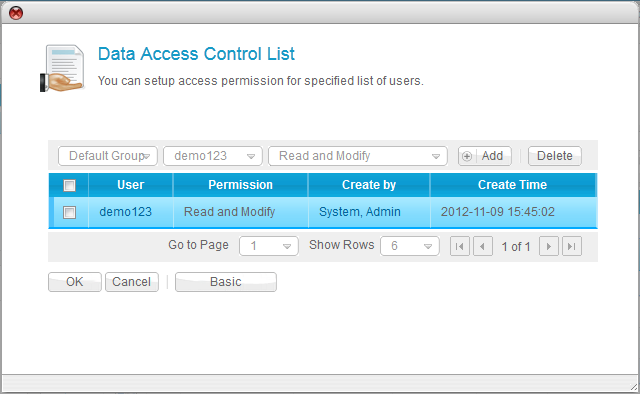 Data Access Control List
You can setup access permission for specified list of users.
Default Group demo123 Read and Modify Add Delete
User Permission Create by Create Time
demo123 Read and Modify System, Admin 2012-11-09 15:45:02
Go to Page 1 Show Rows 6 1 of 1
OK Cancel Basic